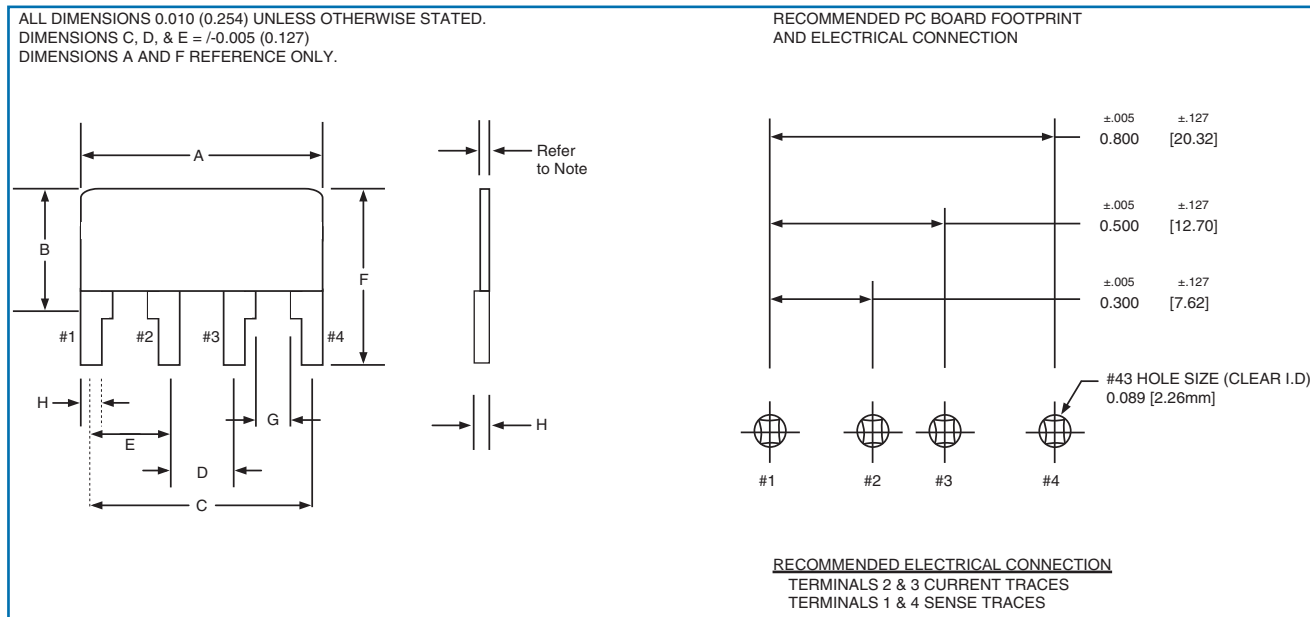 ALL DIMENSIONS 0.010 (0.254) UNLESS OTHERWISE STATED.
DIMENSIONS C, D, & E = /-0.005 (0.127)
DIMENSIONS A AND F REFERENCE ONLY.
RECOMMENDED PC BOARD FOOTPRINT
AND ELECTRICAL CONNECTION
A
B
F
#1
#2
#3
#4
H
G
E
D
C
Refer
to Note
H
±.005 ±.127
0.800 [20.32]
±.005 ±.127
0.500 [12.70]
±.005 ±.127
0.300 [7.62]
#43 HOLE SIZE (CLEAR I.D)
0.089 [2.26mm]
#1 #2 #3 #4
RECOMMENDED ELECTRICAL CONNECTION
TERMINALS 2 & 3 CURRENT TRACES
TERMINALS 1 & 4 SENSE TRACES